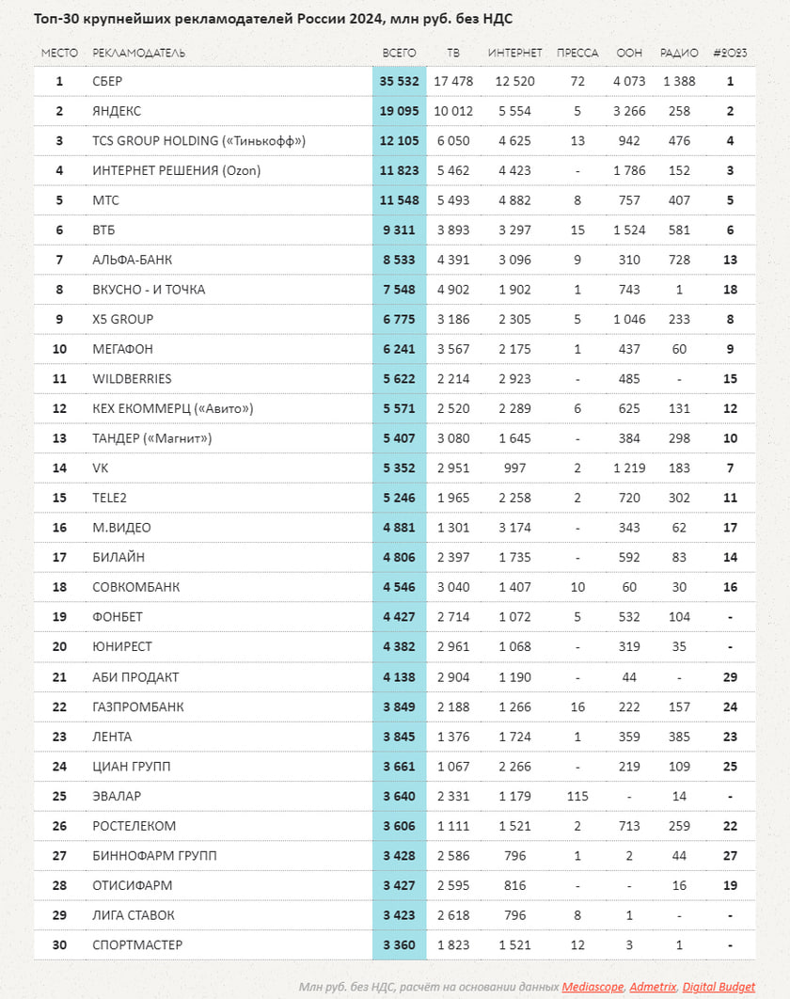 Топ-30 крупнейших рекламодателей России 2024, млн руб. без НДС
МЕСТО РЕКЛАМОДАТЕЛЬ ВСЕГО ТВ ИНТЕРНЕТ ПРЕССА ООН РАДИО #2023
1 СБЕР 35 532 17 478 12 520 72 4 073 1 388 1
2 ЯНДЕКС 19 095 10 012 5 554 5 3 266 258 2
3 TCS GROUP HOLDING («Тинькофф») 12 105 6 050 4 625 13 942 476 4
4 ИНТЕРНЕТ РЕШЕНИЯ (Ozon) 11 823 5 462 4 423 - 1 786 152 3
5 МТС 11 548 5 493 4 882 8 757 407 5
6 ВТБ 9 311 3 893 3 297 15 1 524 581 6
7 АЛЬФА-БАНК 8 533 4 391 3 096 9 310 728 13
8 ВКУСНО - И ТОЧКА 7 548 4 902 1 902 1 743 1 18
9 X5 GROUP 6 775 3 186 2 305 5 1 046 233 8
10 МЕГАФОН 6 241 3 567 2 175 1 437 60 9
11 WILDBERRIES 5 622 2 214 2 923 - 485 - 15
12 КЕХ ЕКОММЕРЦ («Авито») 5 571 2 520 2 289 6 625 131 12
13 ТАНДЕР («Магнит») 5 407 3 080 1 645 - 384 298 10
14 VK 5 352 2 951 997 2 1 219 183 7
15 TELE2 5 246 1 965 2 258 2 720 302 11
16 М.ВИДЕО 4 881 1 301 3 174 - 343 62 17
17 БИЛАЙН 4 806 2 397 1 735 - 592 83 14
18 СОВКОМБАНК 4 546 3 040 1 407 10 60 30 16
19 ФОНБЕТ 4 427 2 714 1 072 5 532 104 -
20 ЮНИРЕСТ 4 382 2 961 1 068 - 319 35 -
21 АБИ ПРОДАКТ 4 138 2 904 1 190 - 44 - 29
22 ГАЗПРОМБАНК 3 849 2 188 1 266 16 222 157 24
23 ЛЕНТА 3 845 1 376 1 724 1 359 385 23
24 ЦИАН ГРУПП 3 661 1 067 2 266 - 219 109 25
25 ЭВАЛАР 3 640 2 331 1 179 115 - 14 -
26 РОСТЕЛЕКОМ 3 606 1 111 1 521 2 713 259 22
27 БИННОФАРМ ГРУПП 3 428 2 586 796 1 2 44 27
28 ОТИСИФАРМ 3 427 2 595 816 - - 16 19
29 ЛИГА СТАВОК 3 423 2 618 796 8 1 - -
30 СПОРТМАСТЕР 3 360 1 823 1 521 12 3 1 -
Млн руб. без НДС, расчёт на основании данных Mediascope, Admetrix, Digital Budget